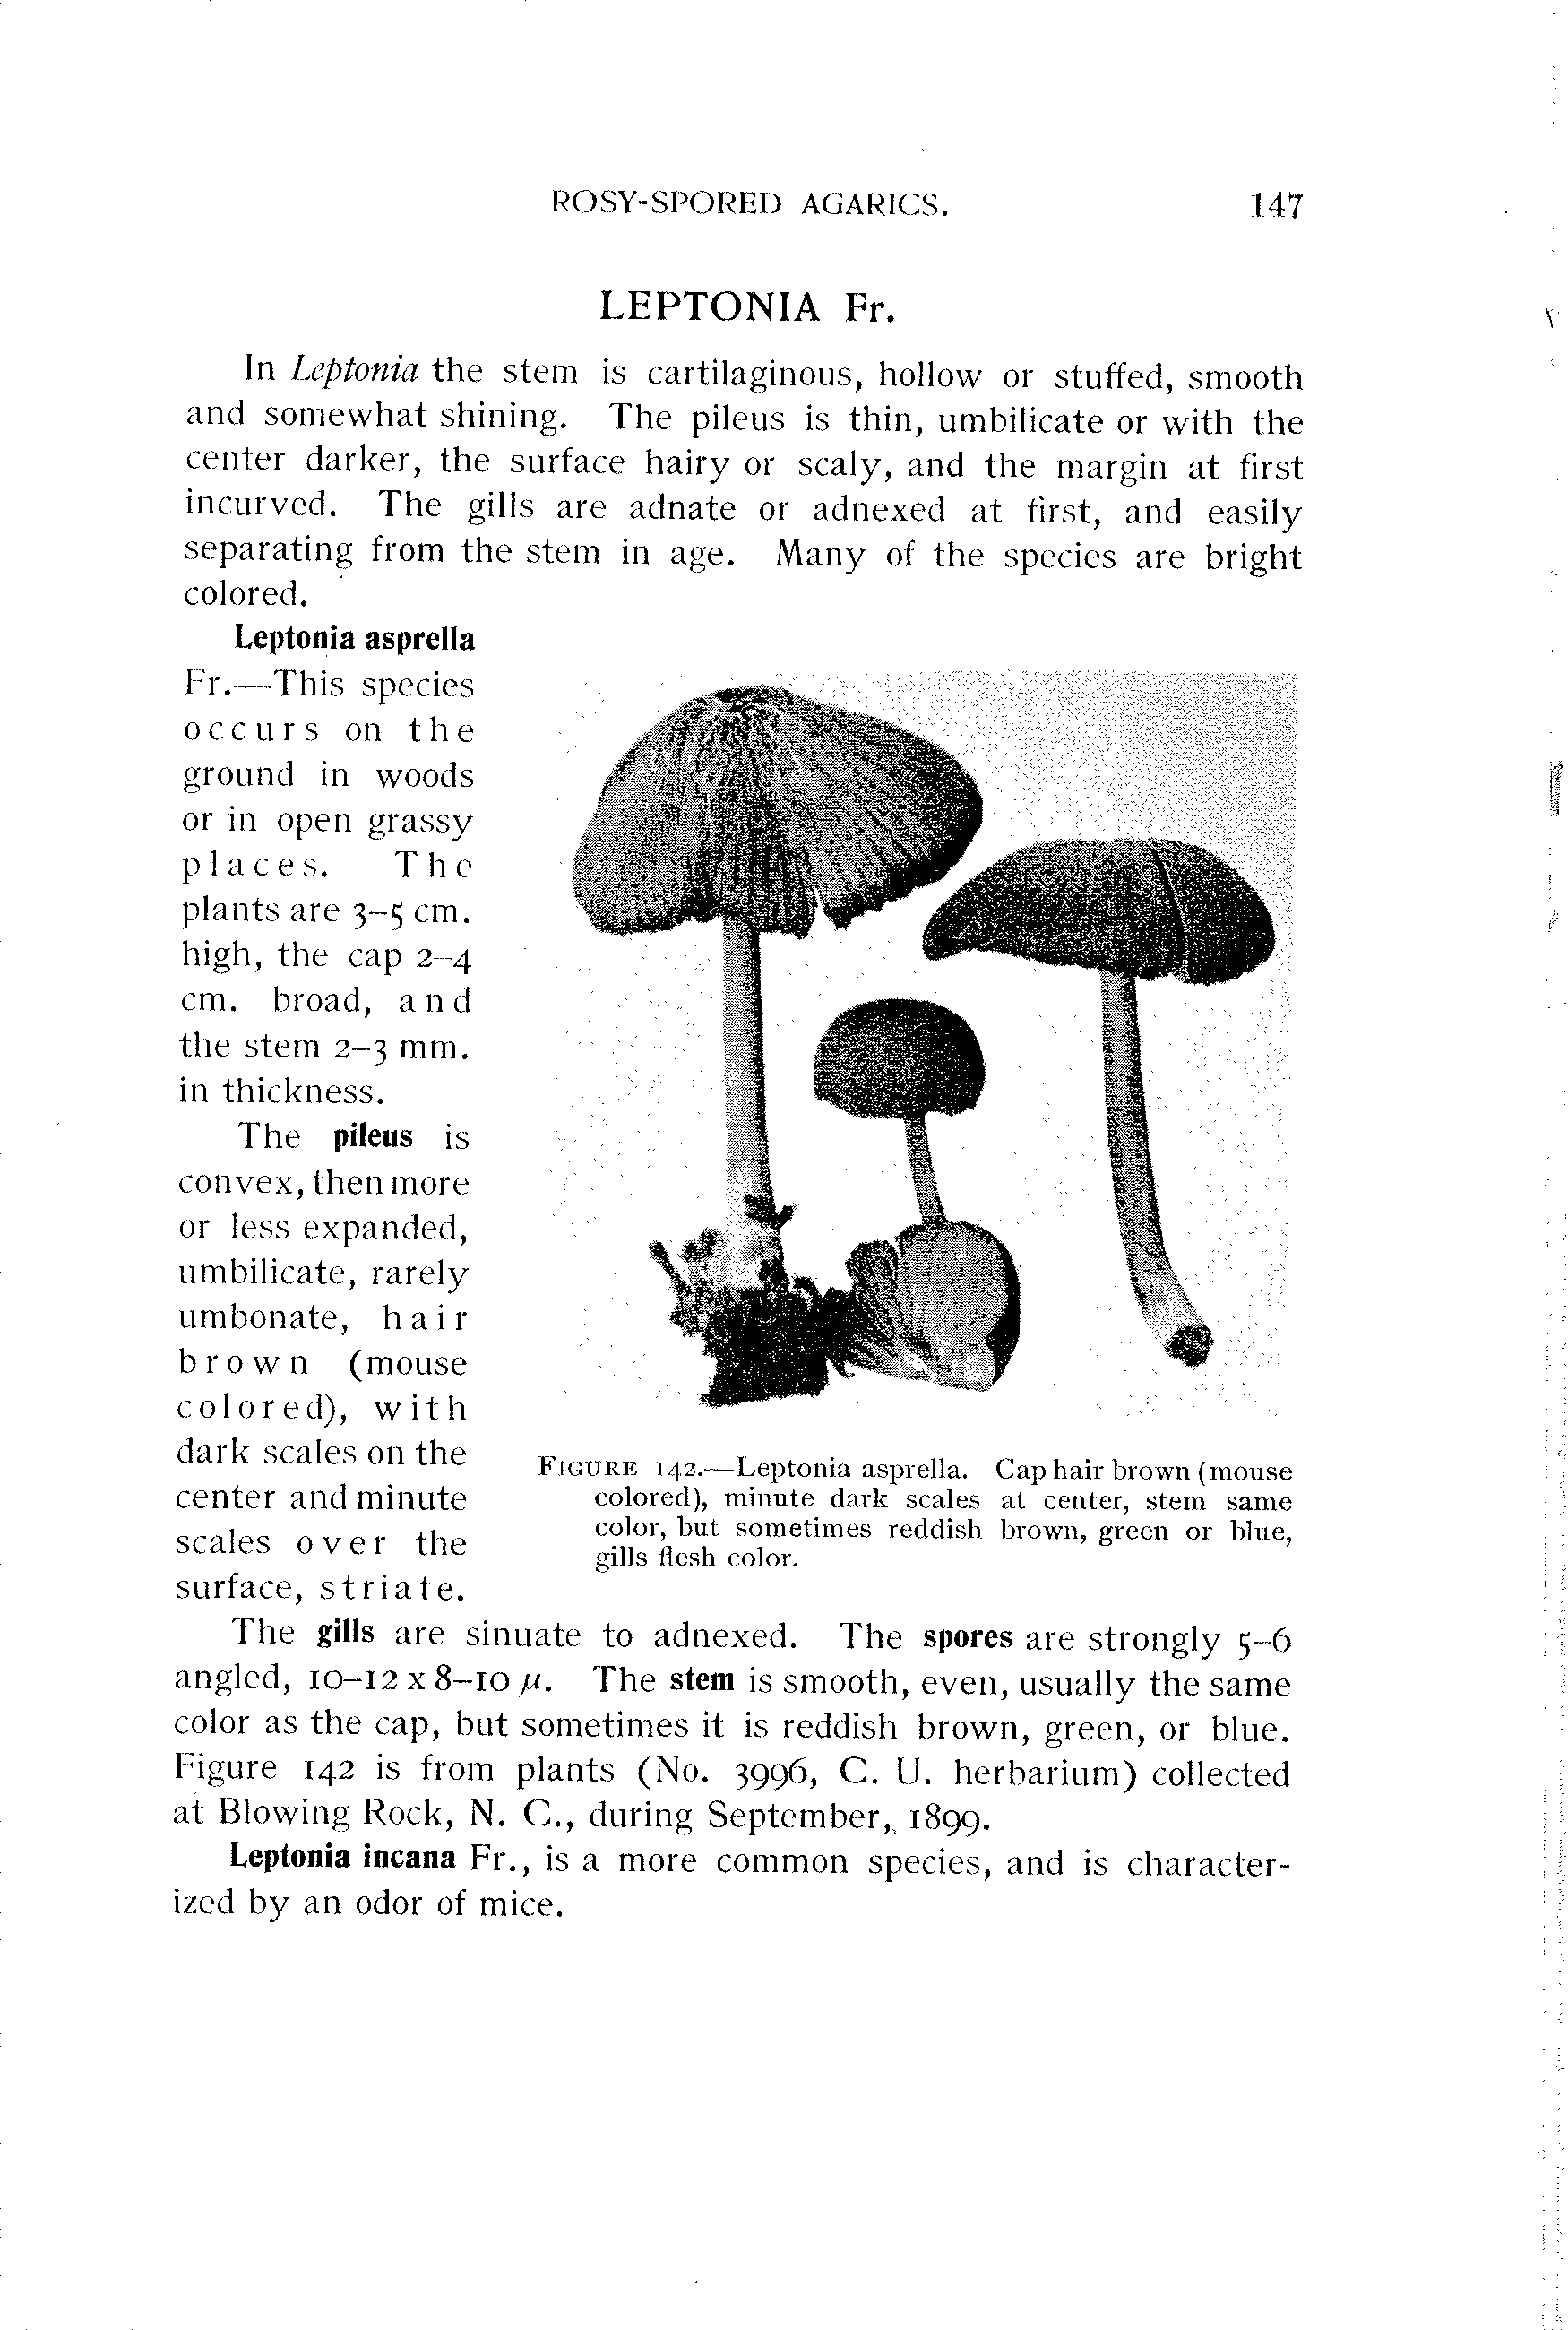 ROSY-SPORED AGARICS. 147
LEPTONIA Fr.
In Leptonia the stem is cartilaginous, hollow or stuffed, smooth
and somewhat shining. The pileus is thin, umbilicate or with the
center darker, the surface hairy or scaly, and the margin at first
incurved. The gills are adnate or adnexed at first, and easily
separating from the stem in age. Many of the species are bright
colored.
Leptonia asprella
Fr.—This species
occurs on the
ground in woods
or in open grassy
places. The
plants are 3–5 cm.
high, the cap 2–4
cm. broad, and
the stem 2–3 mm.
in thickness.
The pileus is
convex, then more
or less expanded,
umbilicate, rarely
umbonate, hair
brown (mouse
colored), with
dark scales on the
center and minute
scales over the
surface, striate.
FIGURE 142.—Leptonia asprella. Cap hair brown (mouse
colored), minute dark scales at center, stem same
color, but sometimes reddish brown, green or blue,
gills flesh color.
The gills are sinuate to adnexed. The spores are strongly 5–6
angled, 10–12 x 8–10 µ. The stem is smooth, even, usually the same
color as the cap, but sometimes it is reddish brown, green, or blue.
Figure 142 is from plants (No. 3996, C. U. herbarium) collected
at Blowing Rock, N. C., during September, 1899.
Leptonia incana Fr., is a more common species, and is character-
ized by an odor of mice.